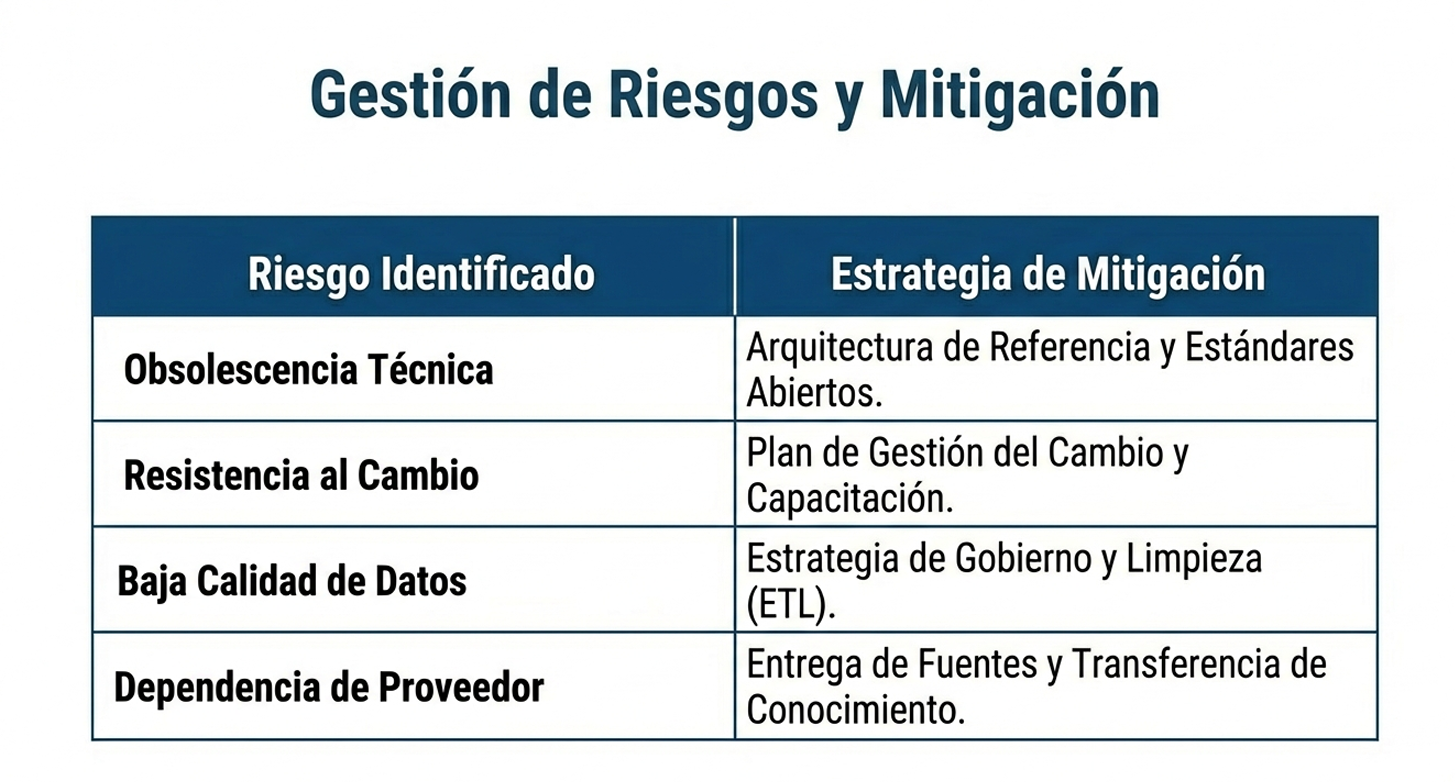 Gestión de Riesgos y Mitigación
Riesgo Identificado
Estrategia de Mitigación
Obsolescencia Técnica
Arquitectura de Referencia y Estándares
Abiertos.
Resistencia al Cambio
Plan de Gestión del Cambio y
Capacitación.
Baja Calidad de Datos
Estrategia de Gobierno y Limpieza
(ETL).
Dependencia de Proveedor
Entrega de Fuentes y Transferencia de
Conocimiento.